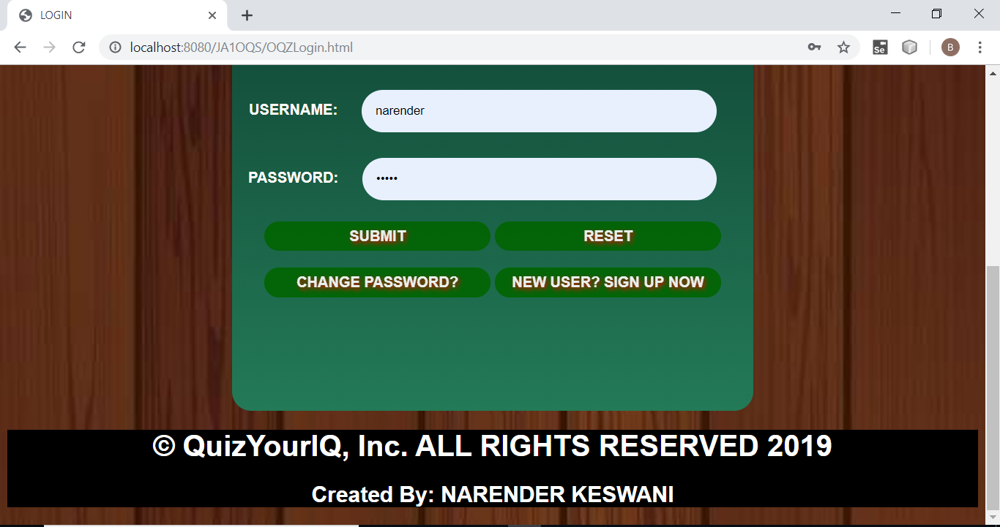 LOGIN
localhost:8080/JA1OQS/OQZLogin.html
Se
B
USERNAME: narender
PASSWORD: •••••
SUBMIT RESET
CHANGE PASSWORD? NEW USER? SIGN UP NOW
© QuizYourIQ, Inc. ALL RIGHTS RESERVED 2019
Created By: NARENDER KESWANI